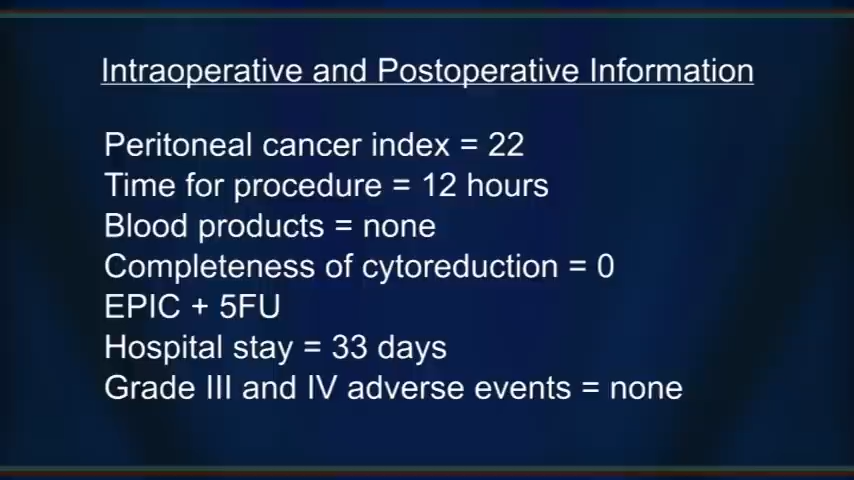 Intraoperative and Postoperative Information
Peritoneal cancer index = 22
Time for procedure = 12 hours
Blood products = none
Completeness of cytoreduction = 0
EPIC + 5FU
Hospital stay = 33 days
Grade III and IV adverse events = none